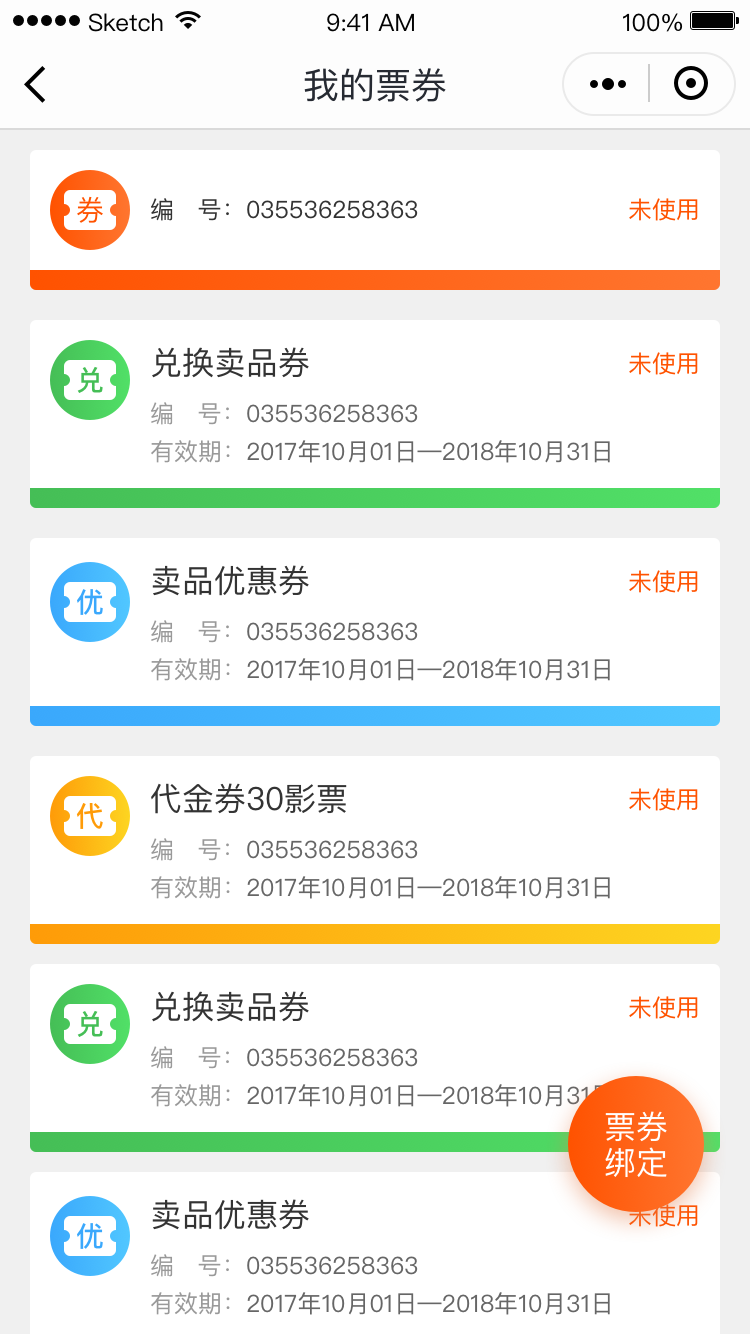 ●●●●● Sketch 9:41 AM 100%
我的票券
券 编 号：035536258363 未使用
兑 兑换卖品券 未使用
编 号：035536258363
有效期：2017年10月01日—2018年10月31日
优 卖品优惠券 未使用
编 号：035536258363
有效期：2017年10月01日—2018年10月31日
代 代金券30影票 未使用
编 号：035536258363
有效期：2017年10月01日—2018年10月31日
兑 兑换卖品券 未使用
编 号：035536258363
有效期：2017年10月01日—2018年10月31
票券
绑定
优 卖品优惠券 未使用
编 号：035536258363
有效期：2017年10月01日—2018年10月31日